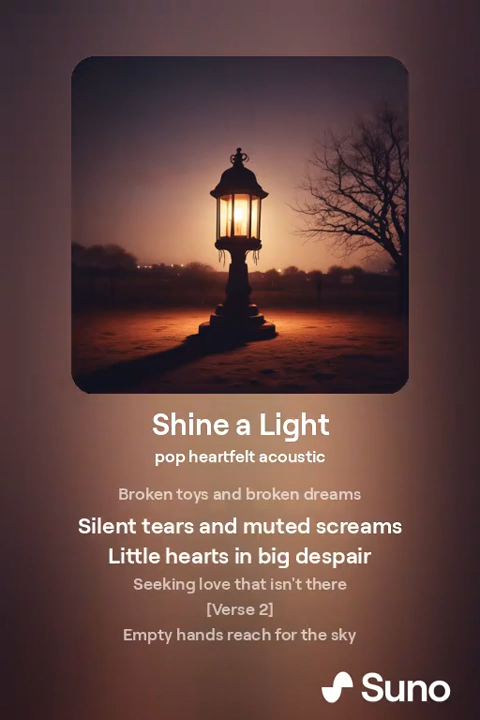 Shine a Light
pop heartfelt acoustic
Broken toys and broken dreams
Silent tears and muted screams
Little hearts in big despair
Seeking love that isn't there
[Verse 2]
Empty hands reach for the sky
Suno